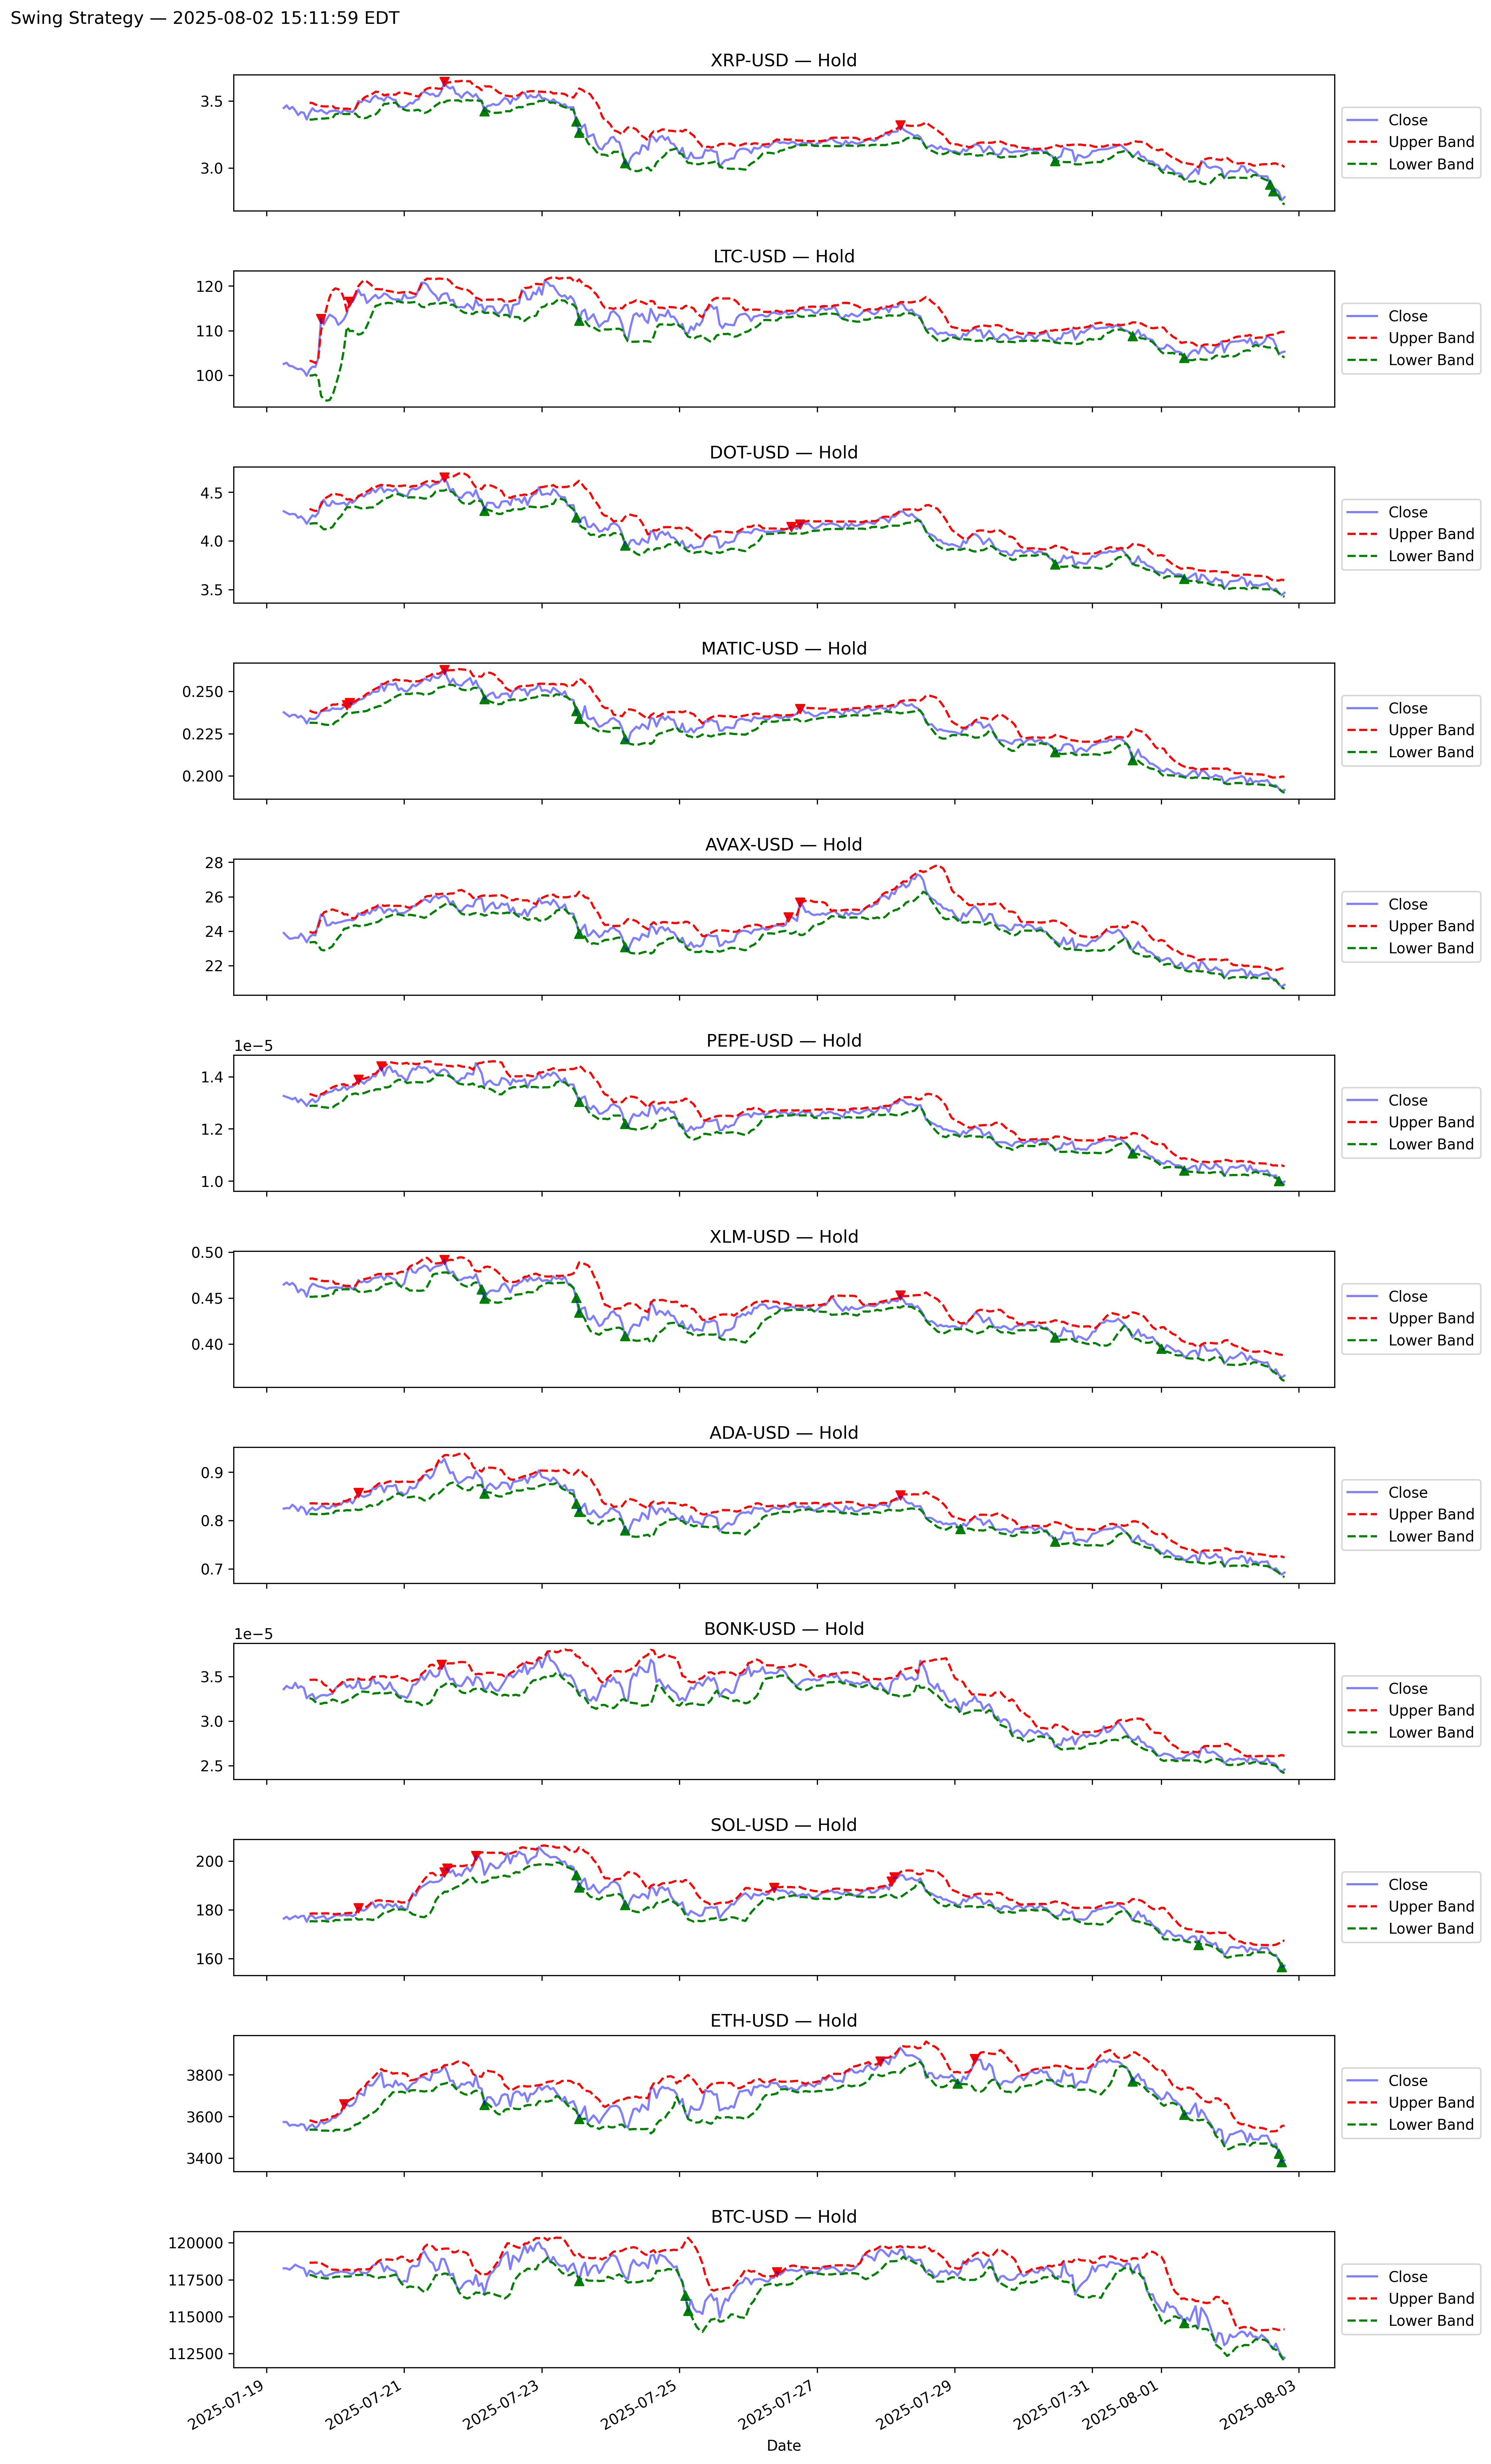 Swing Strategy — 2025-08-02 15:11:59 EDT
XRP-USD — Hold
3.5
3.0
Close
Upper Band
Lower Band
LTC-USD — Hold
120
110
100
Close
Upper Band
Lower Band
DOT-USD — Hold
4.5
4.0
3.5
Close
Upper Band
Lower Band
MATIC-USD — Hold
0.250
0.225
0.200
Close
Upper Band
Lower Band
AVAX-USD — Hold
28
26
24
22
Close
Upper Band
Lower Band
PEPE-USD — Hold
1e−5
1.4
1.2
1.0
Close
Upper Band
Lower Band
XLM-USD — Hold
0.50
0.45
0.40
Close
Upper Band
Lower Band
ADA-USD — Hold
0.9
0.8
0.7
Close
Upper Band
Lower Band
BONK-USD — Hold
1e−5
3.5
3.0
2.5
Close
Upper Band
Lower Band
SOL-USD — Hold
200
180
160
Close
Upper Band
Lower Band
ETH-USD — Hold
3800
3600
3400
Close
Upper Band
Lower Band
BTC-USD — Hold
120000
117500
115000
112500
Close
Upper Band
Lower Band
2025-07-19
2025-07-21
2025-07-23
2025-07-25
2025-07-27
2025-07-29
2025-07-31
2025-08-01
2025-08-03
Date